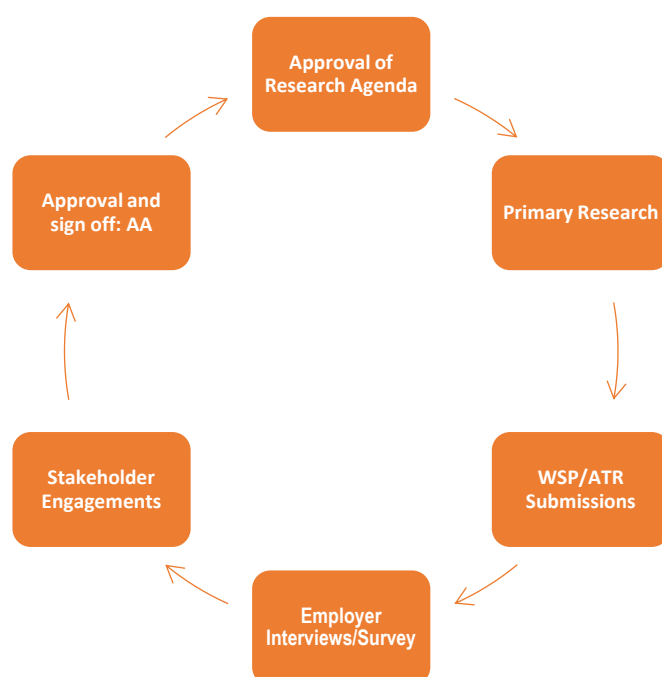 Approval of
Research Agenda
Primary Research
WSP/ATR
Submissions
Employer
Interviews/Survey
Stakeholder
Engagements
Approval and
sign off: AA